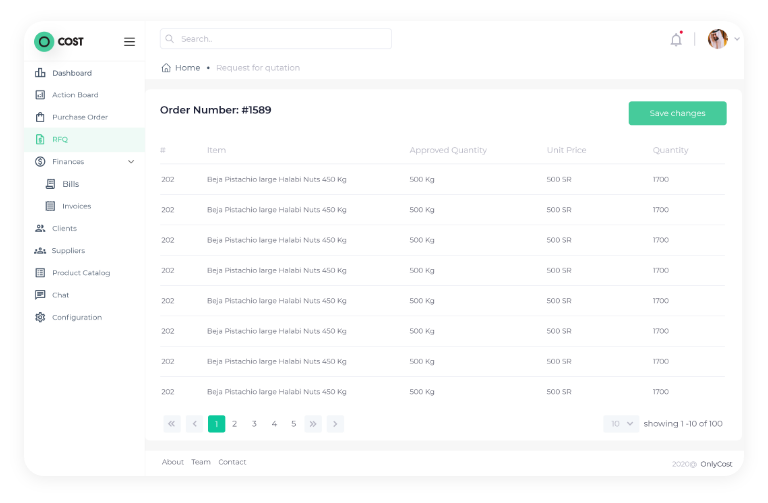 COST
Search..
Home • Request for qutation
Dashboard
Action Board
Purchase Order
RFQ
Finances
Bills
Invoices
Clients
Suppliers
Product Catalog
Chat
Configuration
Order Number: #1589
Save changes
# Item Approved Quantity Unit Price Quantity
202 Beja Pistachio large Halabi Nuts 450 Kg 500 Kg 500 SR 1700
202 Beja Pistachio large Halabi Nuts 450 Kg 500 Kg 500 SR 1700
202 Beja Pistachio large Halabi Nuts 450 Kg 500 Kg 500 SR 1700
202 Beja Pistachio large Halabi Nuts 450 Kg 500 Kg 500 SR 1700
202 Beja Pistachio large Halabi Nuts 450 Kg 500 Kg 500 SR 1700
202 Beja Pistachio large Halabi Nuts 450 Kg 500 Kg 500 SR 1700
202 Beja Pistachio large Halabi Nuts 450 Kg 500 Kg 500 SR 1700
202 Beja Pistachio large Halabi Nuts 450 Kg 500 Kg 500 SR 1700
« ‹ 1 2 3 4 5 » › 10 showing 1 -10 of 100
About Team Contact 2020@ OnlyCost